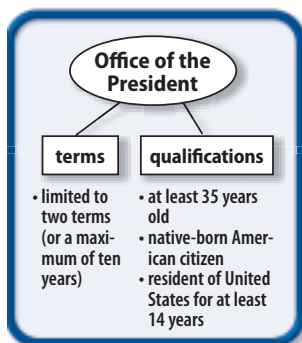 Office of the
President
terms
• limited to
two terms
(or a maxi-
mum of ten
years)
qualifications
• at least 35 years
old
• native-born Amer-
ican citizen
• resident of United
States for at least
14 years